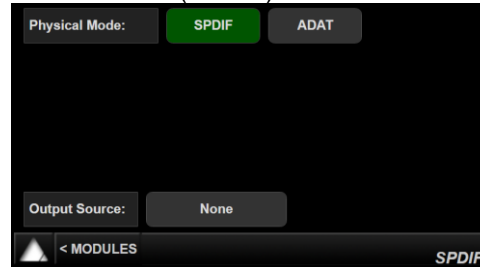 Physical Mode: SPDIF ADAT
Output Source: None
< MODULES
SPDIF